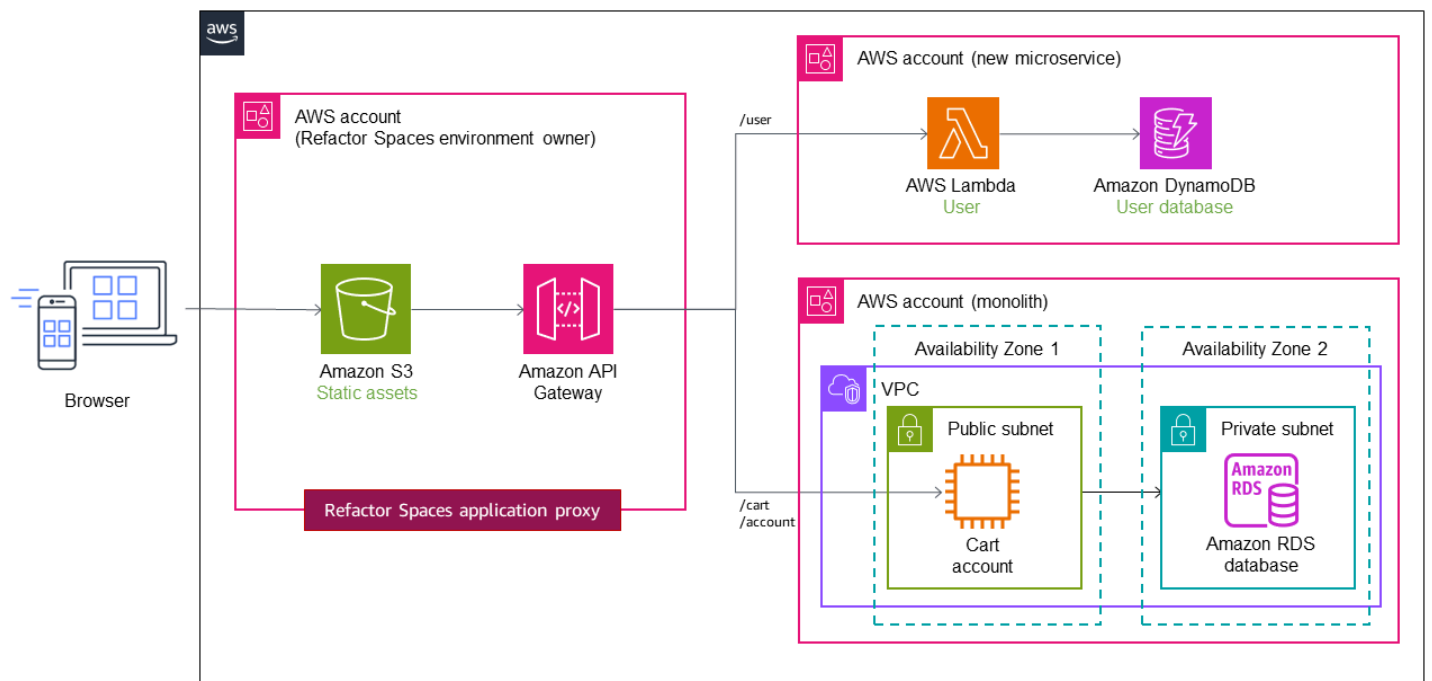 aws
AWS account
(Refactor Spaces environment owner)
Amazon S3
Static assets
Amazon API
Gateway
Refactor Spaces application proxy
Browser
/user
/cart
/account
AWS account (new microservice)
AWS Lambda
User
Amazon DynamoDB
User database
AWS account (monolith)
Availability Zone 1
Availability Zone 2
VPC
Public subnet
Cart
account
Private subnet
Amazon
RDS
Amazon RDS
database